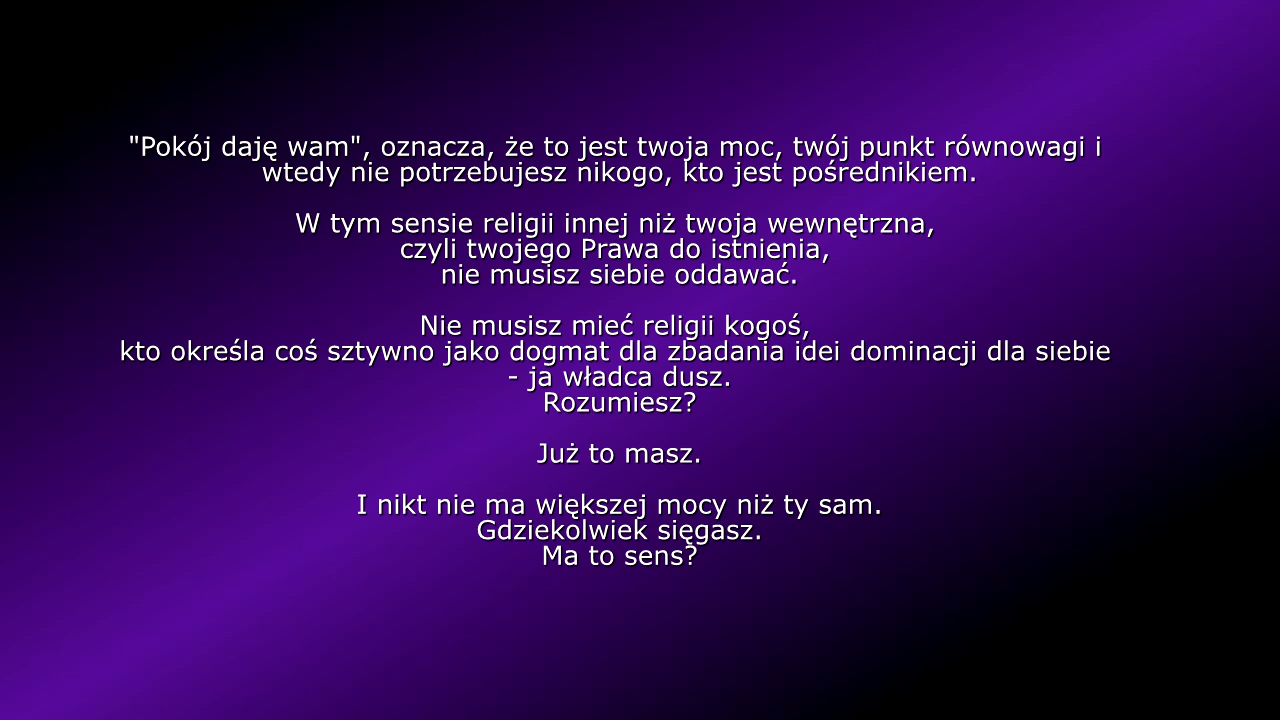 "Pokój daję wam", oznacza, że to jest twoja moc, twój punkt równowagi i
wtedy nie potrzebujesz nikogo, kto jest pośrednikiem.
W tym sensie religii innej niż twoja wewnętrzna,
czyli twojego Prawa do istnienia,
nie musisz siebie oddawać.
Nie musisz mieć religii kogoś,
kto określa coś sztywno jako dogmat dla zbadania idei dominacji dla siebie
- ja władca dusz.
Rozumiesz?
Już to masz.
I nikt nie ma większej mocy niż ty sam.
Gdziekolwiek sięgasz.
Ma to sens?